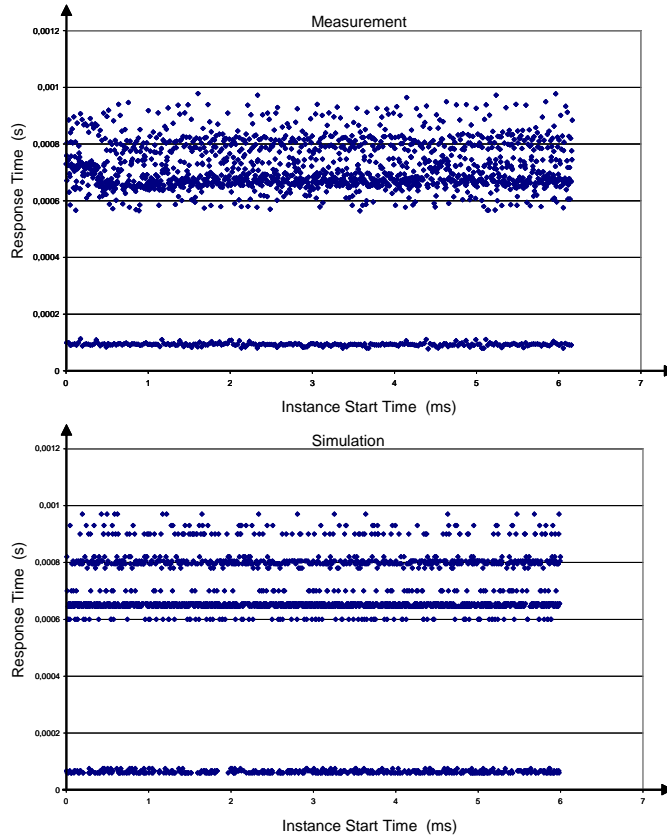 Measurement
0,0012
0,001
0,0008
0,0006
0,0004
0,0002
0
0 1 2 3 4 5 6 7
Response Time (s)
Instance Start Time (ms)
Simulation
0,0012
0,001
0,0008
0,0006
0,0004
0,0002
0
0 1 2 3 4 5 6 7
Response Time (s)
Instance Start Time (ms)